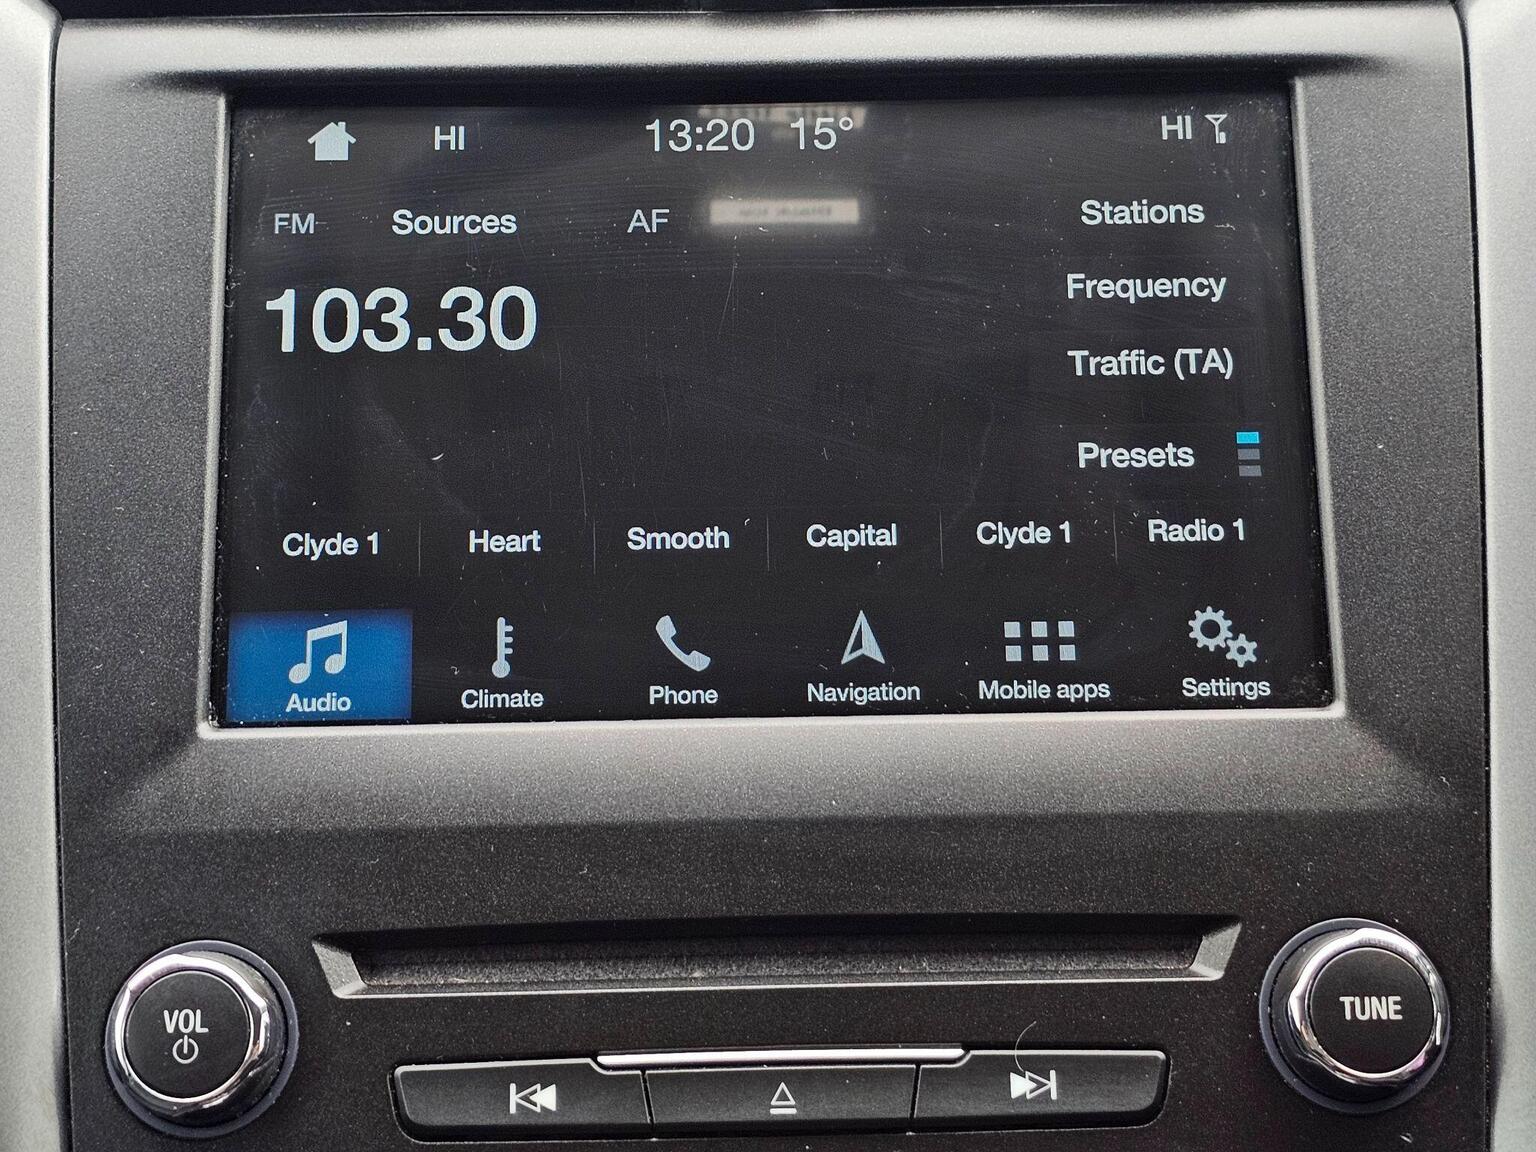 HI 13:20 15° HI
FM Sources AF Stations
103.30
Frequency
Traffic (TA)
Presets
Clyde 1 Heart Smooth Capital Clyde 1 Radio 1
Audio Climate Phone Navigation Mobile apps Settings
VOL
TUNE